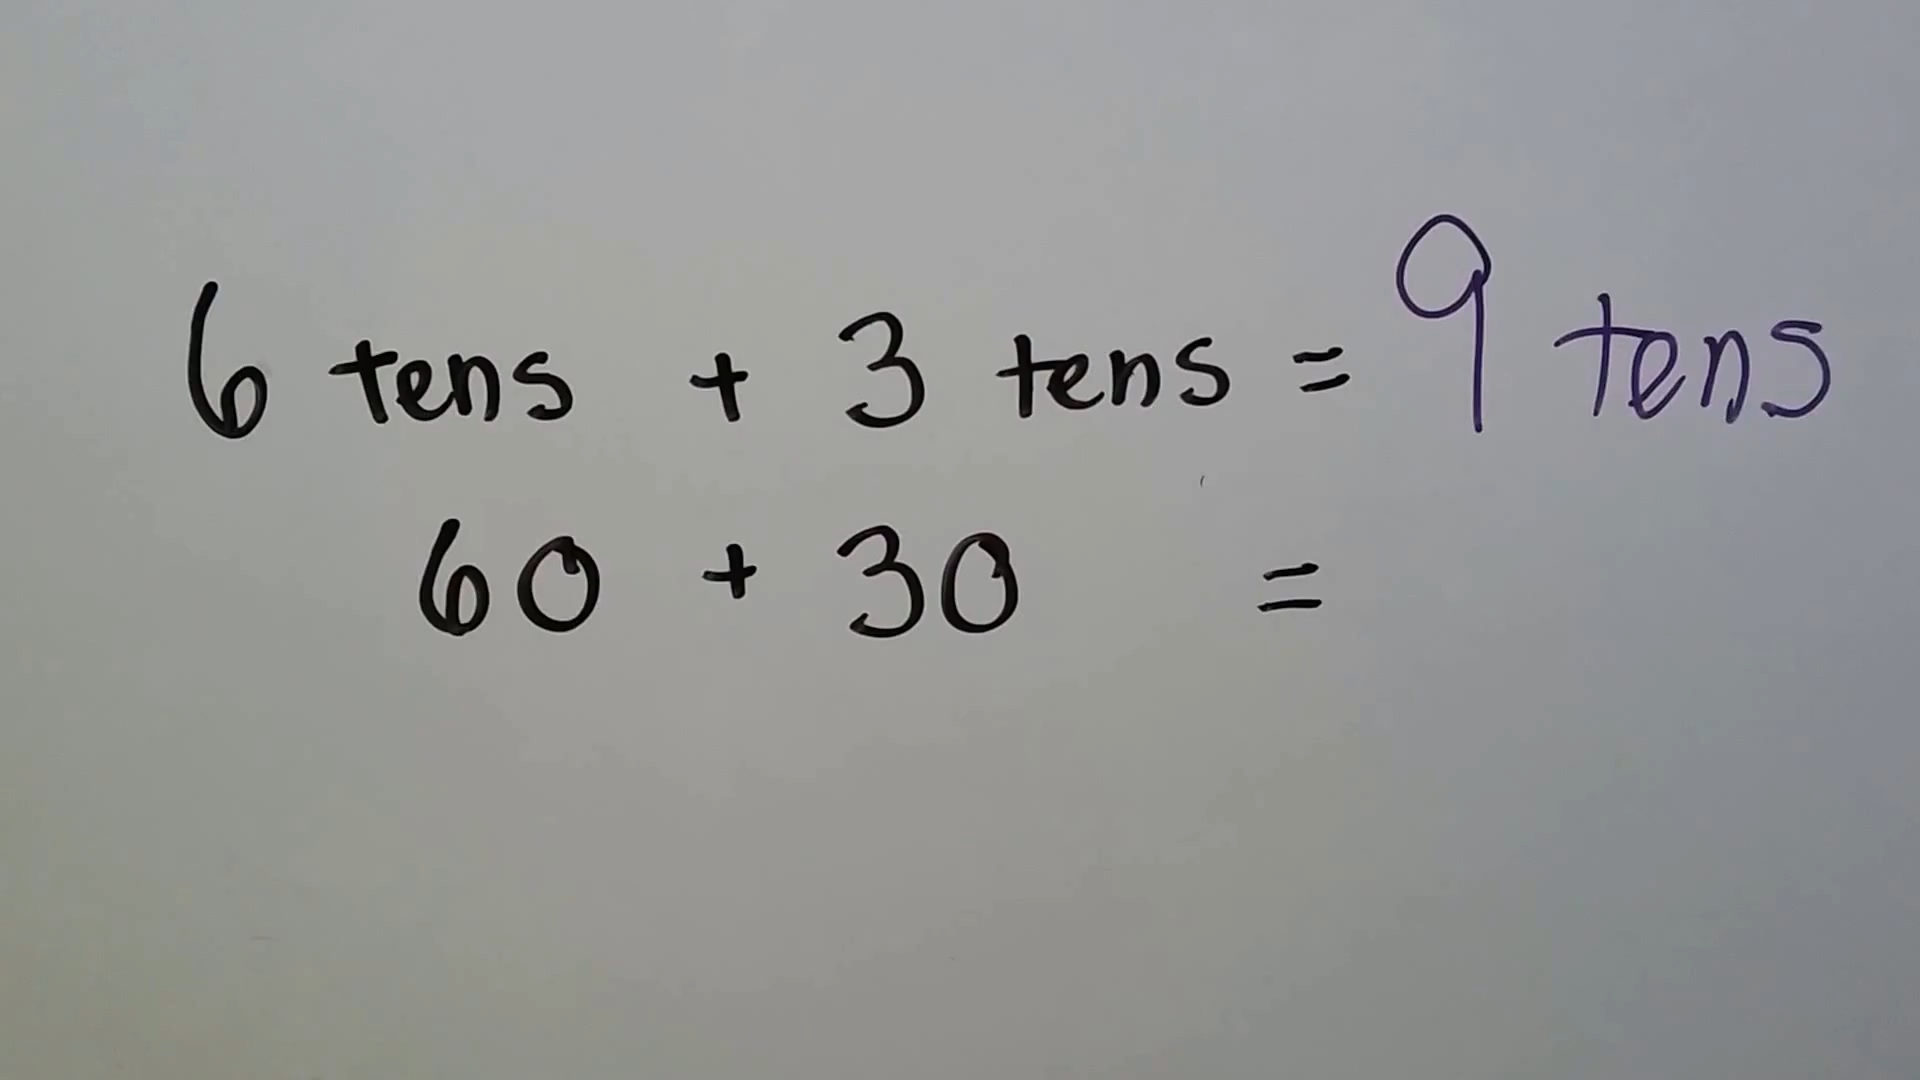 6 tens + 3 tens = 9 tens
60 + 30 =